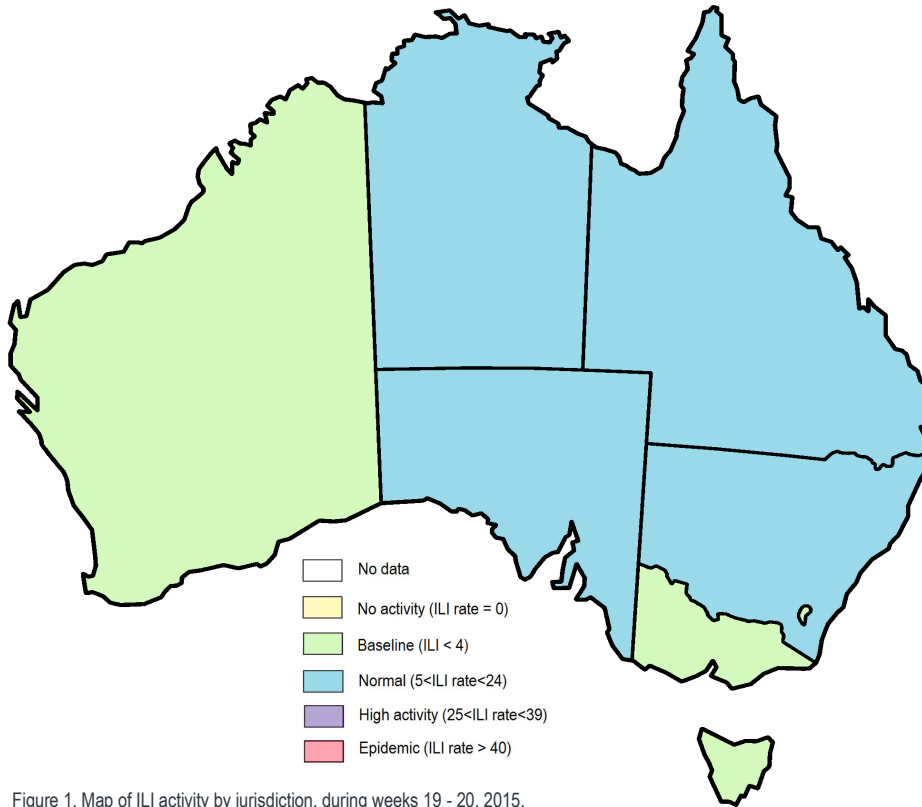 No data
No activity (ILI rate = 0)
Baseline (ILI < 4)
Normal (5<ILI rate<24)
High activity (25<ILI rate<39)
Epidemic (ILI rate > 40)
Figure 1. Map of ILI activity by jurisdiction, during weeks 19 - 20, 2015.